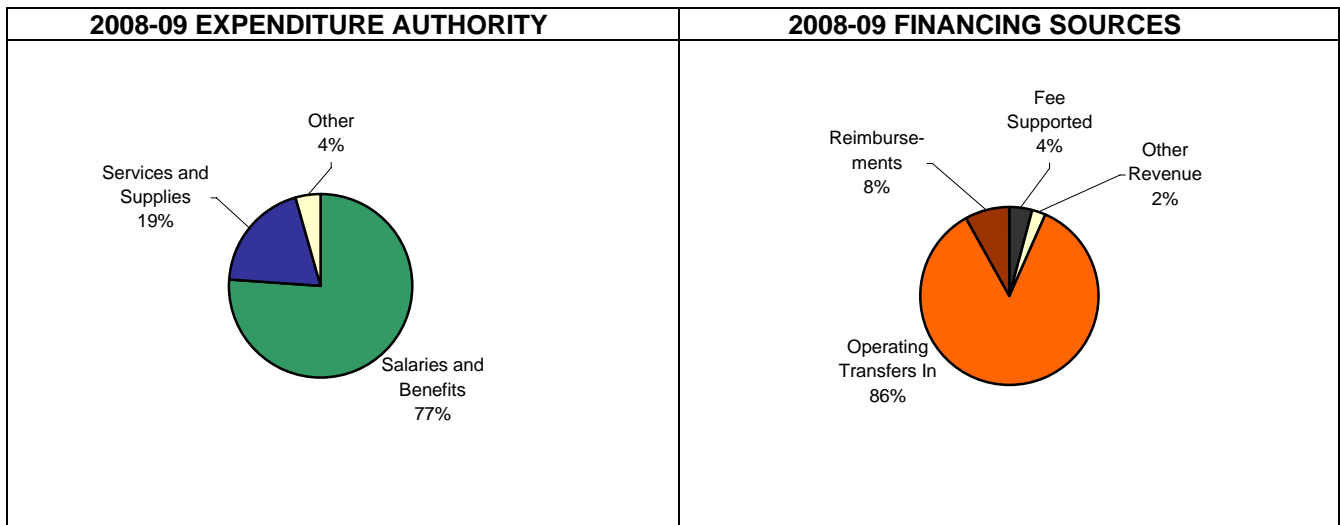 2008-09 EXPENDITURE AUTHORITY
Other
4%
Services and
Supplies
19%
Salaries and
Benefits
77%
2008-09 FINANCING SOURCES
Fee
Supported
4%
Reimburse-
ments
8%
Other
Revenue
2%
Operating
Transfers In
86%